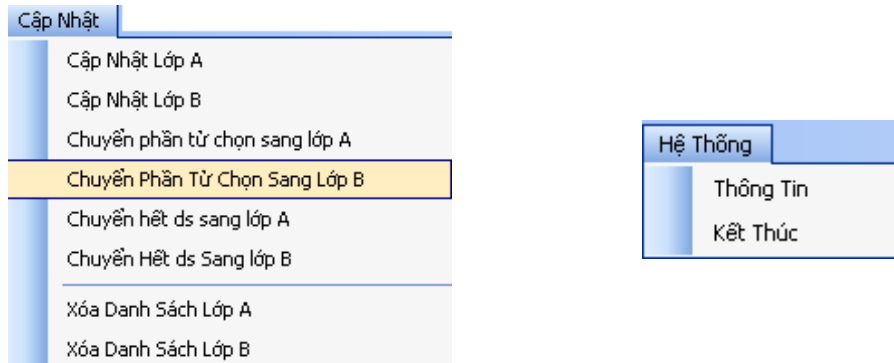 Cập Nhật
Cập Nhật Lớp A
Cập Nhật Lớp B
Chuyển phần từ chọn sang lớp A
Chuyển Phần Từ Chọn Sang Lớp B
Chuyển hết ds sang lớp A
Chuyển Hết ds Sang lớp B
Xóa Danh Sách Lớp A
Xóa Danh Sách Lớp B
Hệ Thống
Thông Tin
Kết Thúc